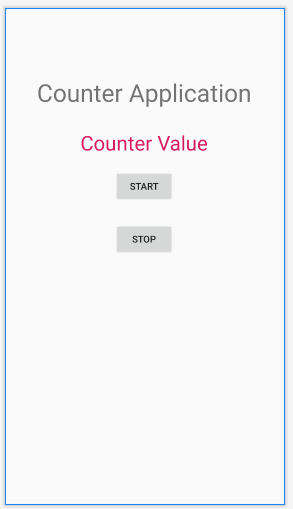 Counter Application
Counter Value
START
STOP